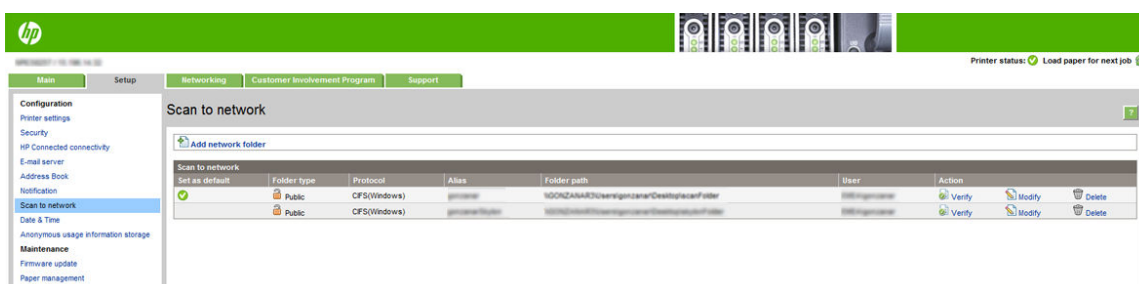 hp
Printer status: Load paper for next job
Main Setup Networking Customer Involvement Program Support
Configuration
Printer settings
Security
HP Connected connectivity
E-mail server
Address Book
Notification
Scan to network
Date & Time
Anonymous usage information storage
Maintenance
Firmware update
Paper management
Scan to network
?
Add network folder
Scan to network
Set as default Folder type Protocol Alias Folder path User Action
Public CIFS(Windows) Verify Modify Delete
Public CIFS(Windows) Verify Modify Delete